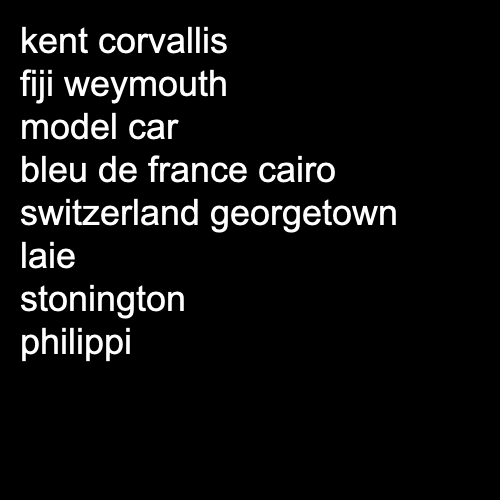 kent corvallis
fiji weymouth
model car
bleu de france cairo
switzerland georgetown
laie
stonington
philippi